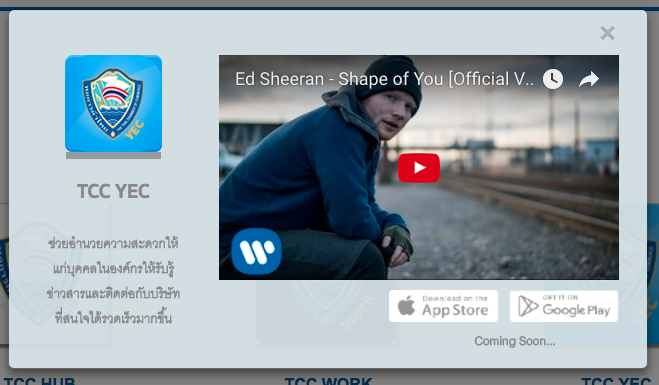 ×
YEC
TCC YEC
ช่วยอำนวยความสะดวกให้
แก่บุคคลในองค์กรให้รับรู้
ข่าวสารและติดต่อกับบริษัท
ที่สนใจได้รวดเร็วมากขึ้น
Ed Sheeran - Shape of You [Official V...
Download on the
App Store
GET IT ON
Google Play
Coming Soon...
Work
TCC HUB
TCC WORK
TCC YEC